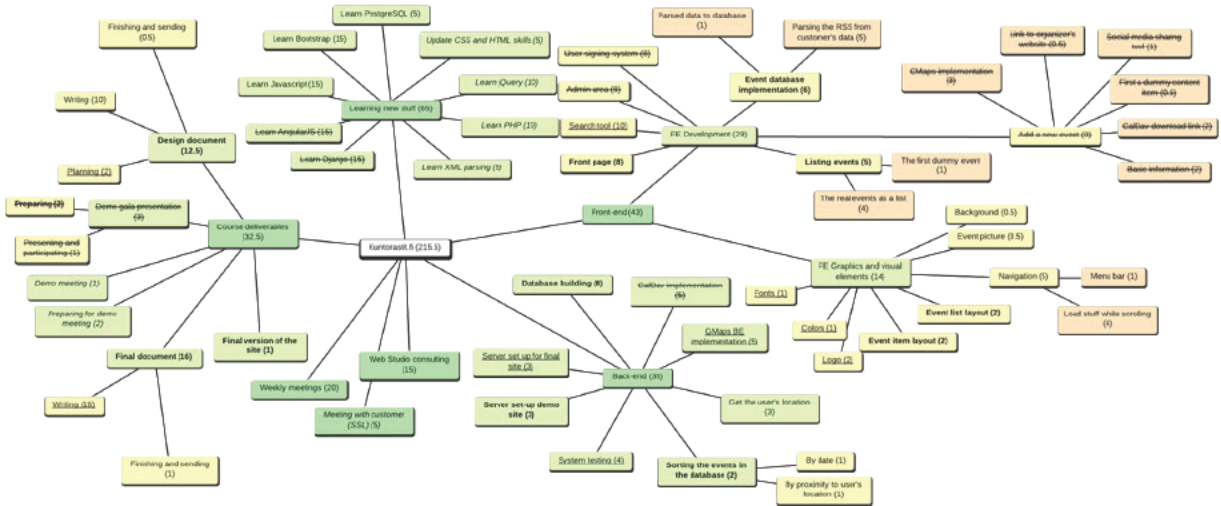 Finishing and sending
(0.5)
Writing (10)
Design document
(12.5)
Planning (2)
Preparing (2)
Demo gala presentation
(3)
Presenting and
participating (1)
Course deliverables
(32.5)
Demo meeting (1)
Preparing for demo
meeting (2)
Final document (16)
Final version of the
site (1)
Writing (15)
Finishing and sending
(1)
Learn PostgreSQL (5)
Learn Bootstrap (15)
Update CSS and HTML skills (5)
Learn Javascript (15)
Learn jQuery (10)
Learning new stuff (65)
Learn AngularJS (15)
Learn PHP (10)
Learn Django (15)
Learn XML parsing (5)
Kuntorastit.fi (215.5)
Weekly meetings (20)
Web Studio consulting
(15)
Meeting with customer
(SSL) (5)
Parsed data to database
(1)
Parsing the RSS from
customer's data (5)
User signing system (8)
Event database
implementation (6)
Admin area (8)
Search tool (10)
FE Development (29)
Front page (8)
Listing events (5)
The first dummy event
(1)
The real events as a list
(4)
Link to organizer's
website (0.5)
Social media sharing
tool (1)
GMaps implementation
(3)
First a dummy content
item (0.5)
Add a new event (9)
CalDav download link (2)
Basic information (2)
Front-end (43)
Background (0.5)
Event picture (3.5)
FE Graphics and visual
elements (14)
Navigation (5)
Menu bar (1)
Load stuff while scrolling
(4)
Fonts (1)
Colors (1)
Logo (2)
Event list layout (2)
Event item layout (2)
Database building (8)
CalDav implementation
(5)
GMaps BE
implementation (5)
Server set up for final
site (3)
Back-end (35)
Server set-up demo
site (3)
Get the user's location
(3)
System testing (4)
Sorting the events in
the database (2)
By date (1)
By proximity to user's
location (1)